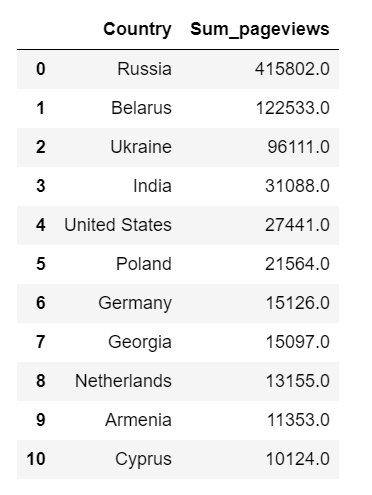 Country Sum_pageviews
0 Russia 415802.0
1 Belarus 122533.0
2 Ukraine 96111.0
3 India 31088.0
4 United States 27441.0
5 Poland 21564.0
6 Germany 15126.0
7 Georgia 15097.0
8 Netherlands 13155.0
9 Armenia 11353.0
10 Cyprus 10124.0